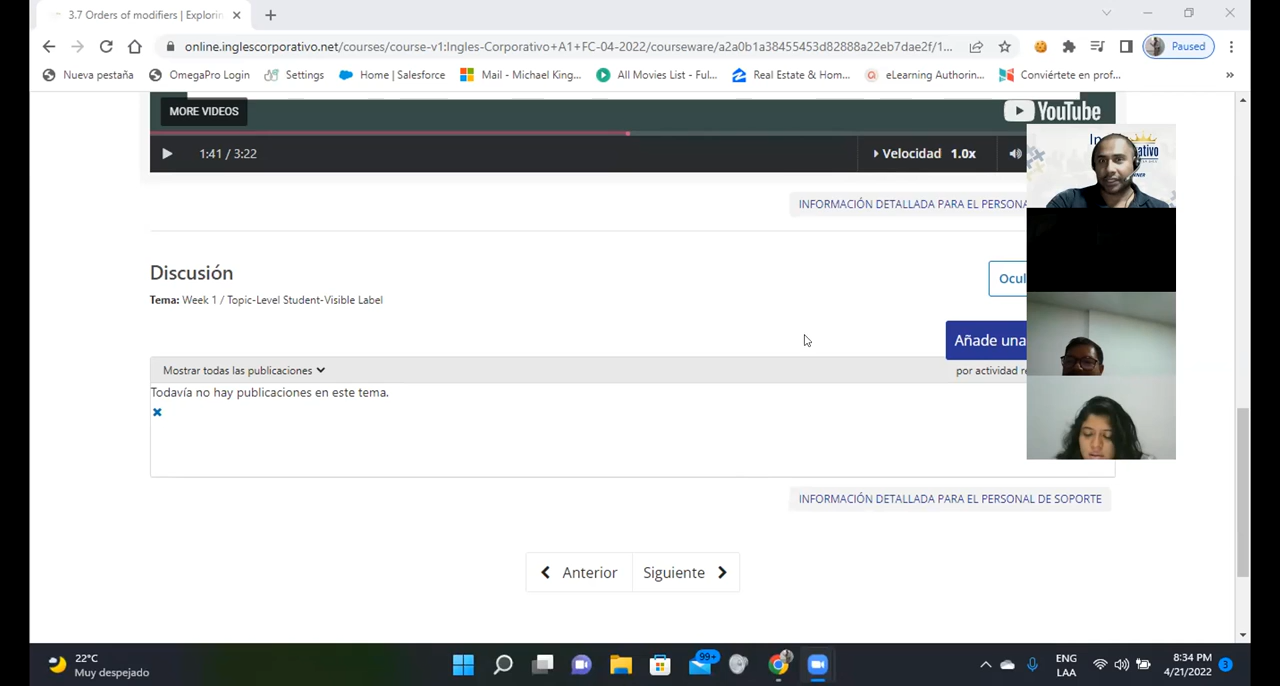 3.7 Orders of modifiers | Explorin
online.inglescorporativo.net/courses/course-v1:Ingles-Corporativo+A1+FC-04-2022/courseware/a2a0b1a38455453d82888a22eb7dae2f/1...
Paused
Nueva pestaña
OmegaPro Login
Settings
Home | Salesforce
Mail - Michael King...
All Movies List - Ful...
Real Estate & Hom...
eLearning Authorin...
Conviértete en prof...
»
MORE VIDEOS
YouTube
1:41 / 3:22
Velocidad 1.0x
INFORMACIÓN DETALLADA PARA EL PERSONA
Discusión
Ocul
Tema: Week 1 / Topic-Level Student-Visible Label
Añade una
Mostrar todas las publicaciones
por actividad re
Todavía no hay publicaciones en este tema.
INFORMACIÓN DETALLADA PARA EL PERSONAL DE SOPORTE
Anterior
Siguiente
22°C
Muy despejado
99+
ENG
LAA
8:34 PM
4/21/2022
3